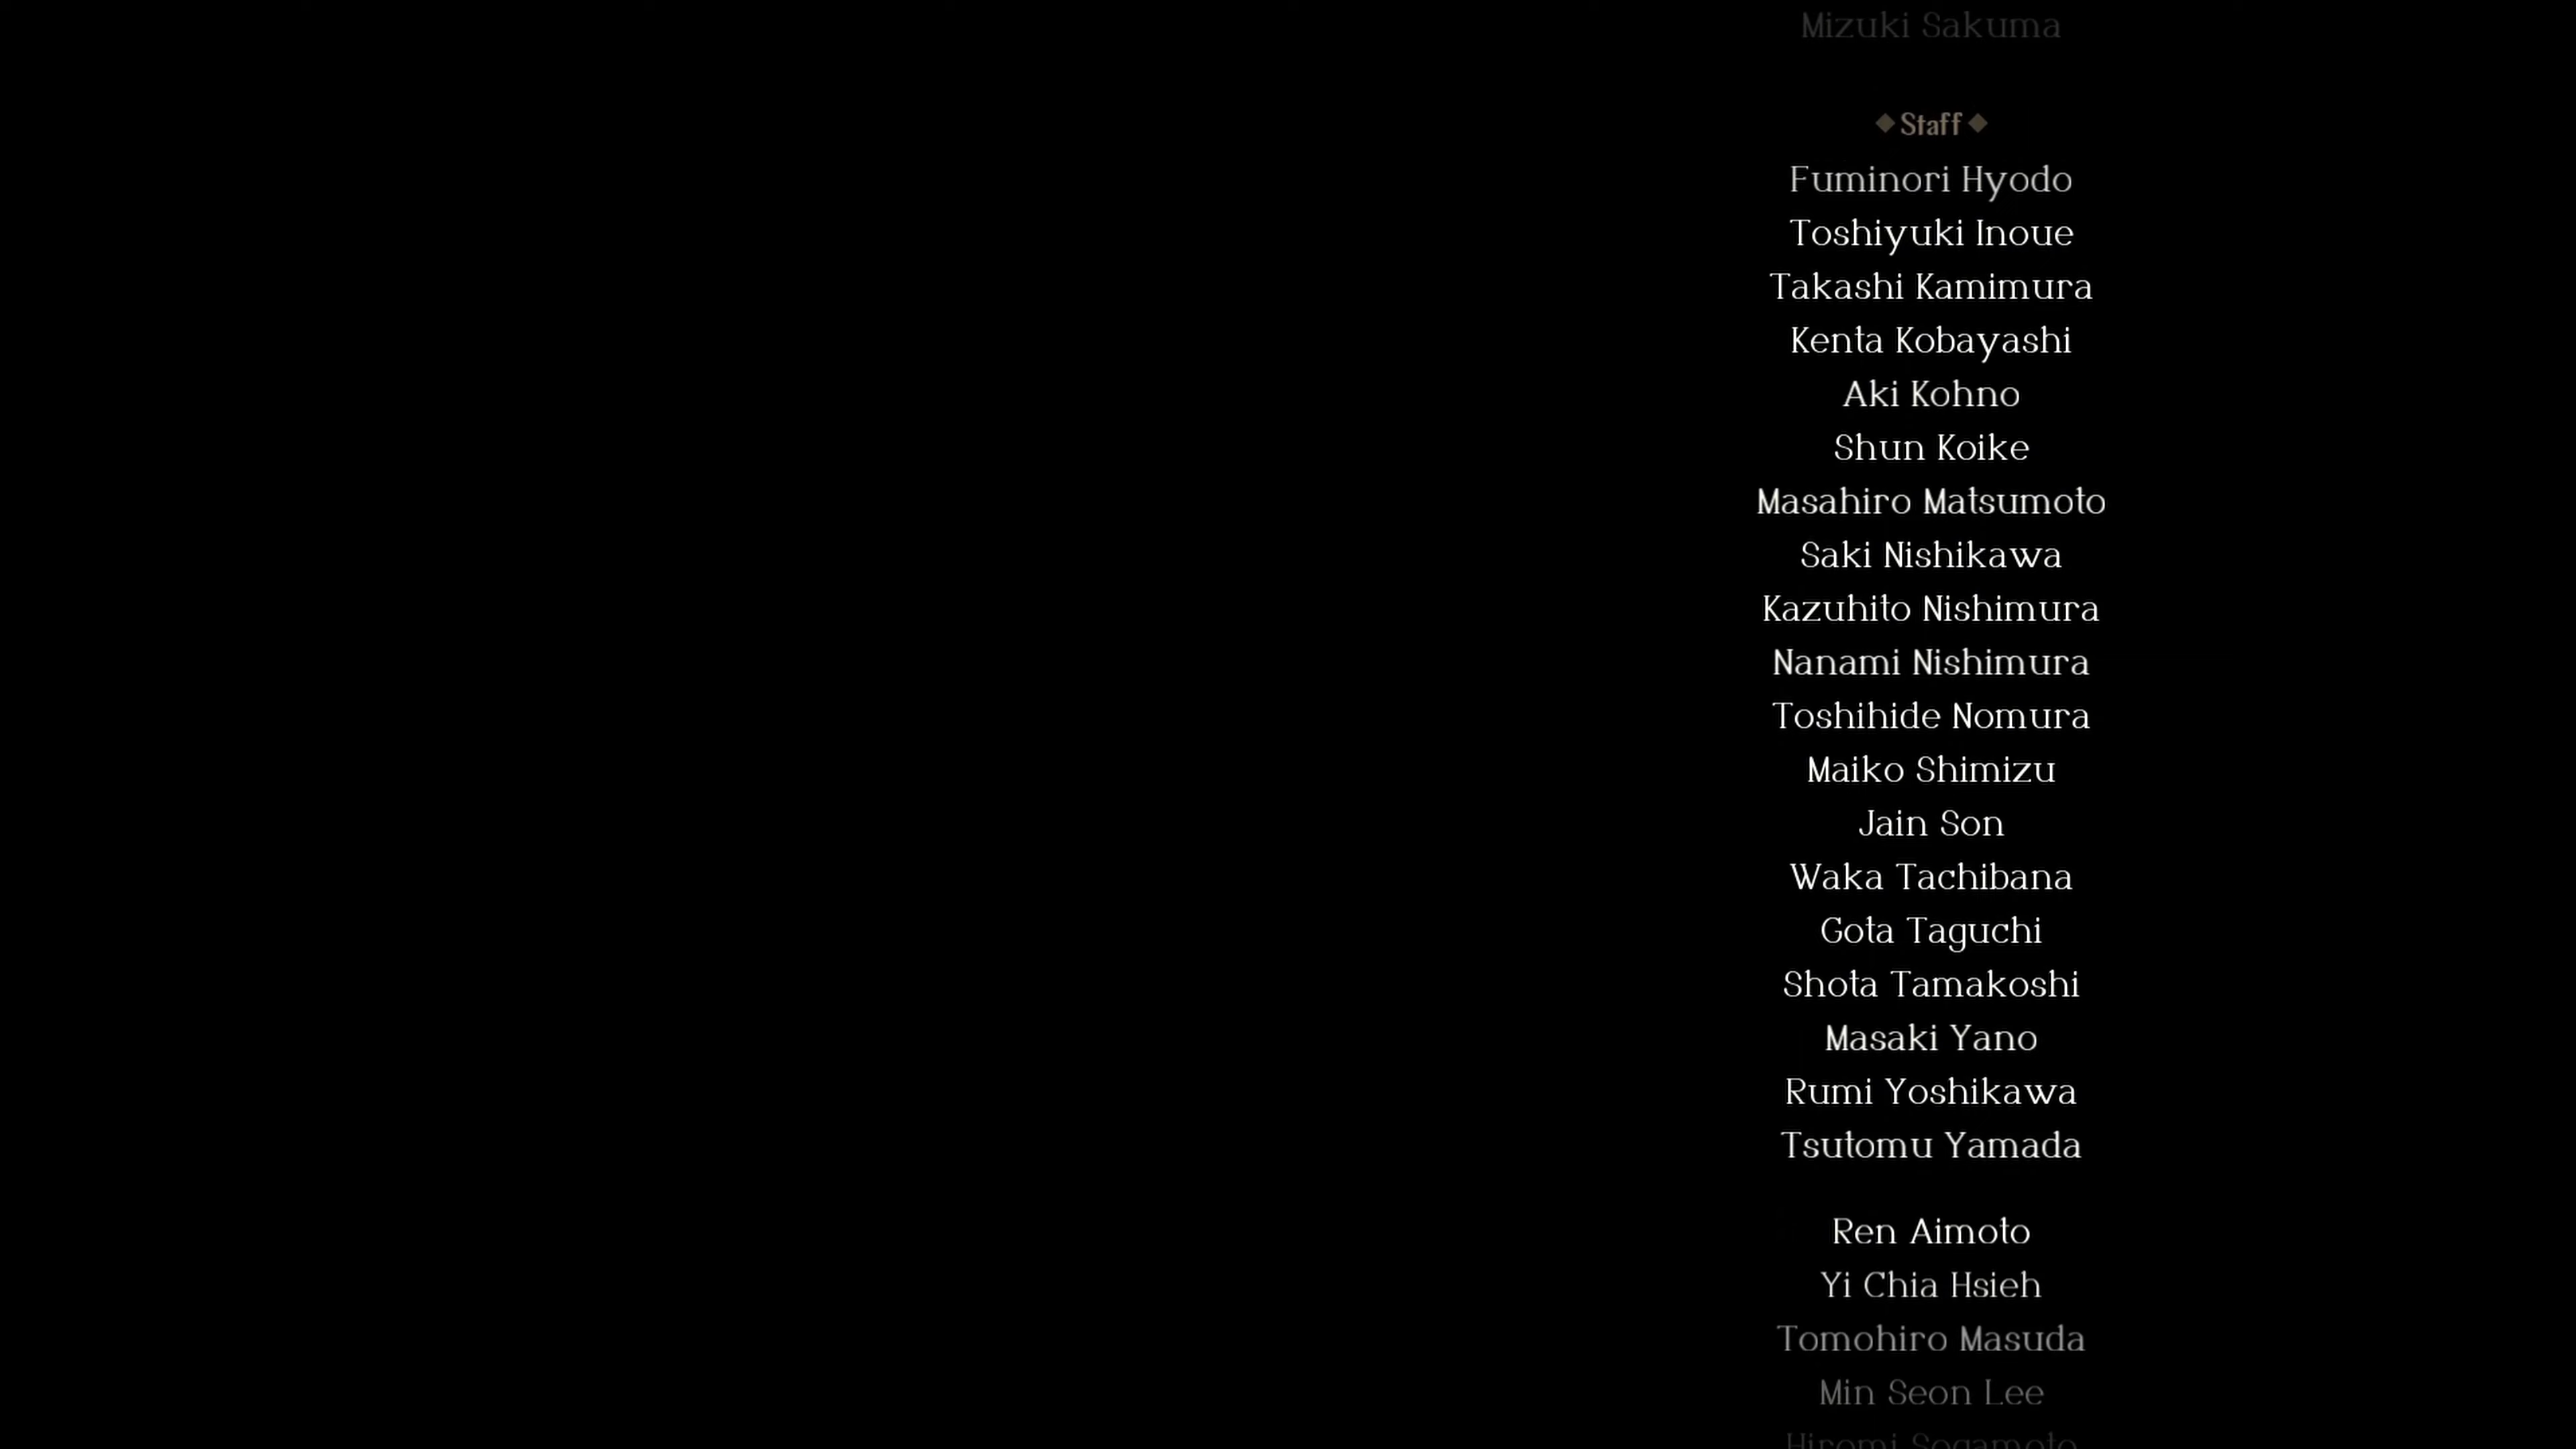 Mizuki Sakuma
◆Staff◆
Fuminori Hyodo
Toshiyuki Inoue
Takashi Kamimura
Kenta Kobayashi
Aki Kohno
Shun Koike
Masahiro Matsumoto
Saki Nishikawa
Kazuhito Nishimura
Nanami Nishimura
Toshihide Nomura
Maiko Shimizu
Jain Son
Waka Tachibana
Gota Taguchi
Shota Tamakoshi
Masaki Yano
Rumi Yoshikawa
Tsutomu Yamada
Ren Aimoto
Yi Chia Hsieh
Tomohiro Masuda
Min Seon Lee
Hiromi